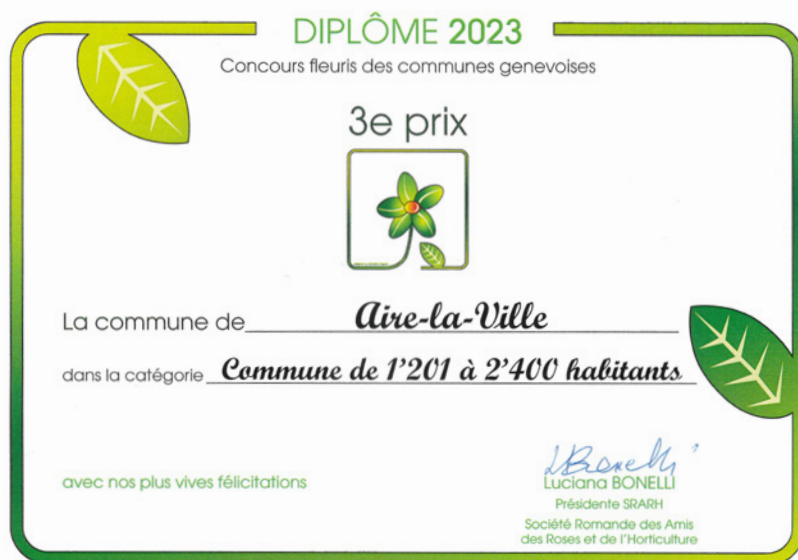 DIPLÔME 2023
Concours fleuris des communes genevoises
3e prix
La commune de Aire-la-Ville
dans la catégorie Commune de 1'201 à 2'400 habitants
avec nos plus vives félicitations
LBonelli
Luciana BONELLI
Présidente SRARH
Société Romande des Amis
des Roses et de l'Horticulture